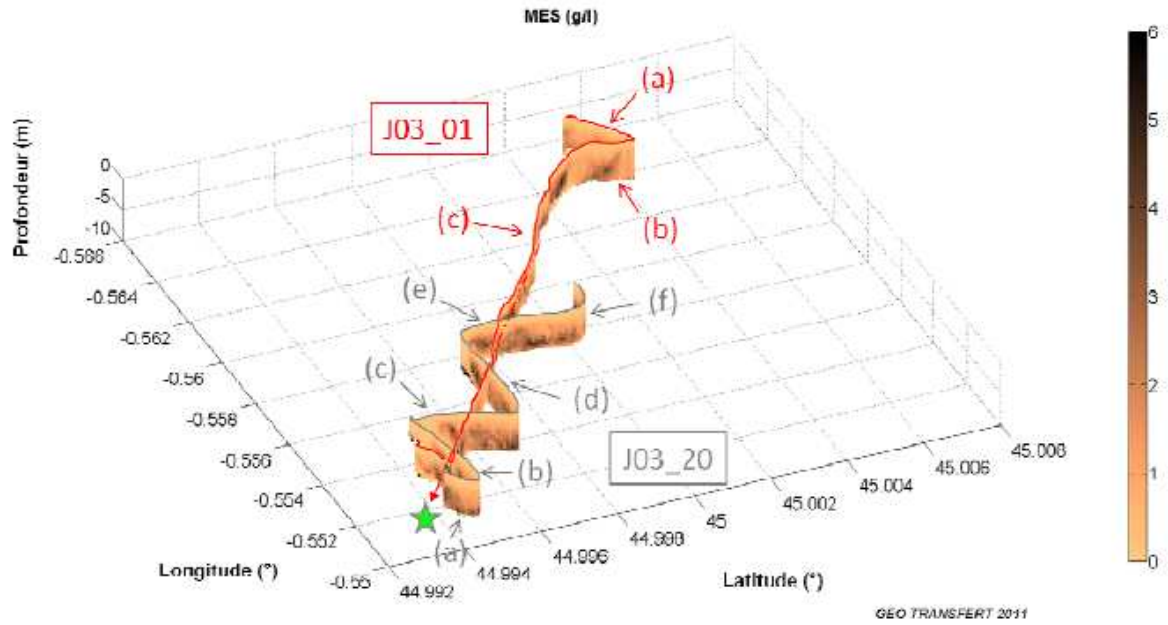 MES (g/l)
Profondeur (m)
0
-5
-10
-0.566
-0.564
-0.562
-0.56
-0.558
-0.556
-0.554
-0.552
-0.55
Longitude (°)
44.992
44.994
44.996
44.998
45
45.002
45.004
45.006
45.008
Latitude (°)
J03_01
(a)
(b)
(c)
(e)
(f)
(c)
(d)
J03_20
(b)
(a)
6
5
4
3
2
1
0
GEO TRANSFERT 2011